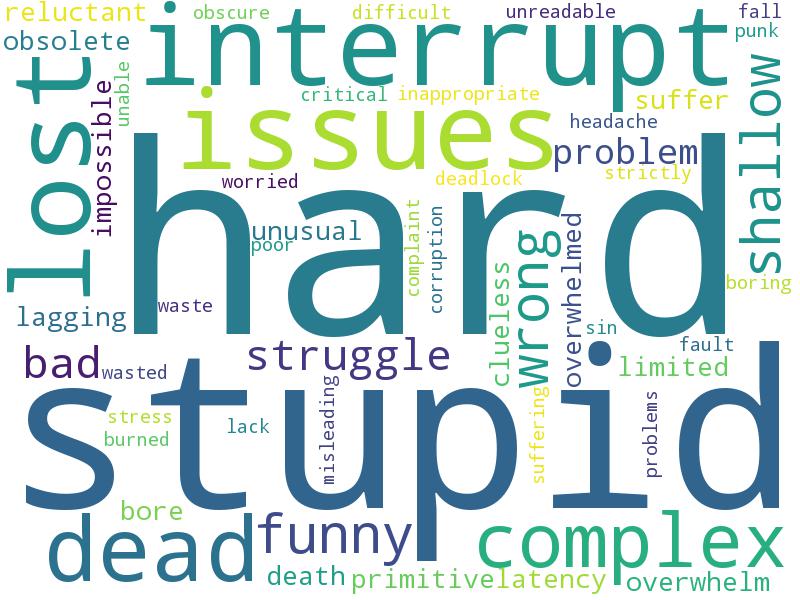 reluctant
obscure
difficult
unreadable
fall
obsolete
interrupt
punk
lost
impossible
unable
critical
inappropriate
suffer
shallow
issues
headache
problem
worried
deadlock
strictly
hard
unusual
poor
complaint
corruption
clueless
wrong
overwhelmed
boring
lagging
waste
sin
bad
wasted
struggle
fault
limited
stupid
stress
burned
lack
misleading
suffering
problems
bore
dead
funny
complex
death
primitive
latency
overwhelm